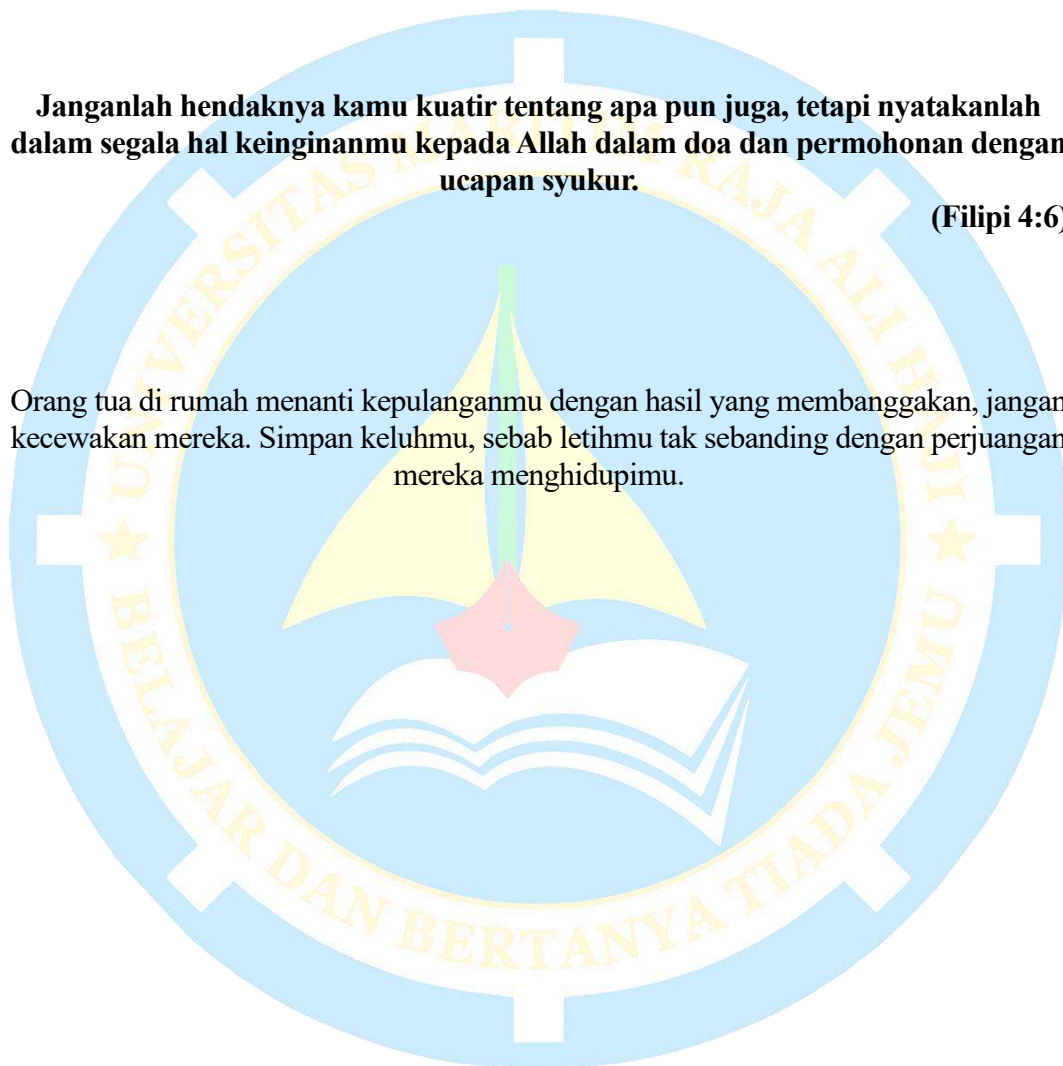 Janganlah hendaknya kamu kuatir tentang apa pun juga, tetapi nyatakanlah
dalam segala hal keinginanmu kepada Allah dalam doa dan permohonan dengan
ucapan syukur.
(Filipi 4:6)
Orang tua di rumah menanti kepulanganmu dengan hasil yang membanggakan, jangan
kecewakan mereka. Simpan keluhmu, sebab letihmu tak sebanding dengan perjuangan
mereka menghidupimu.
UNIVERSITAS MARITIM RAJA ALI HAJI
BELAJAR DAN BERTANYA TIADA JEMU